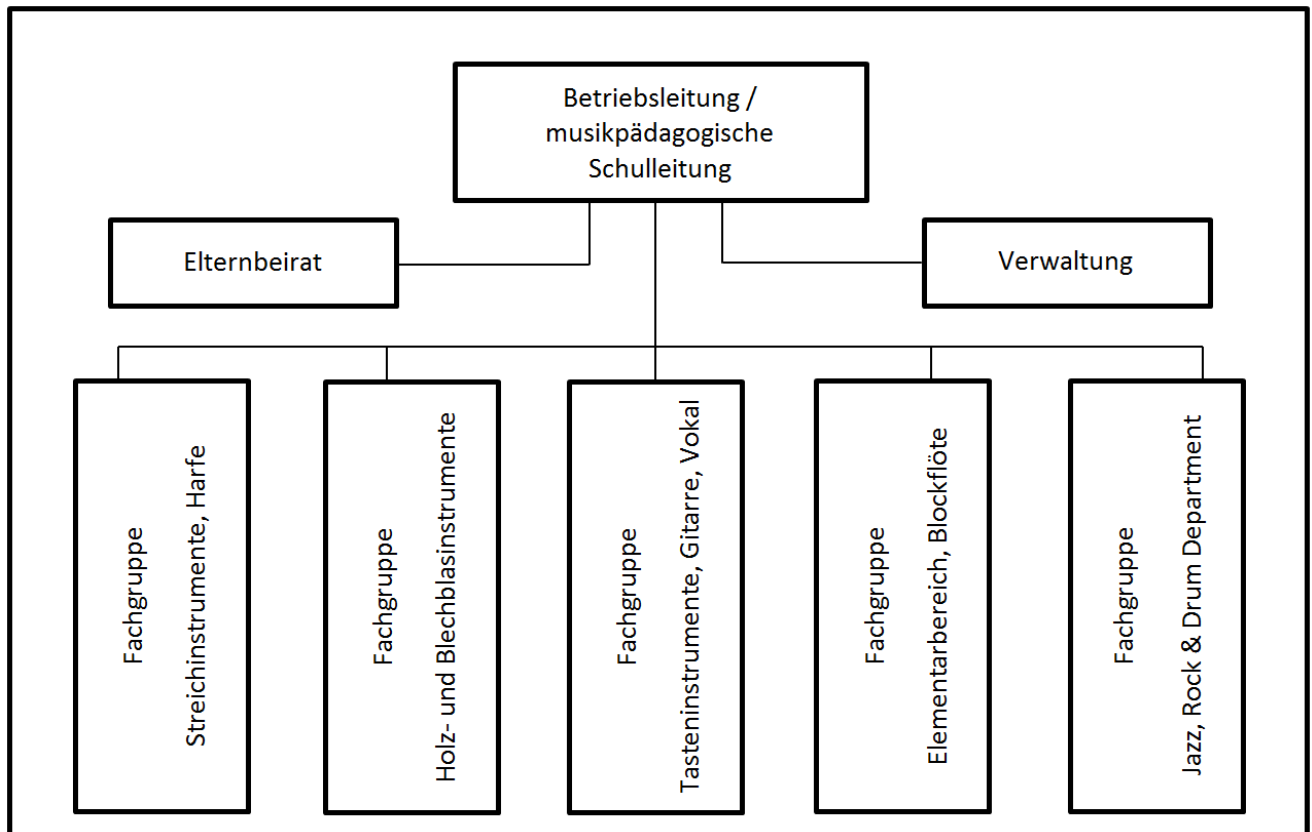 Betriebsleitung /
musikpädagogische
Schulleitung
Elternbeirat
Verwaltung
Fachgruppe
Streichinstrumente, Harfe
Fachgruppe
Holz- und Blechblasinstrumente
Fachgruppe
Tasteninstrumente, Gitarre, Vokal
Fachgruppe
Elementarbereich, Blockflöte
Fachgruppe
Jazz, Rock & Drum Department